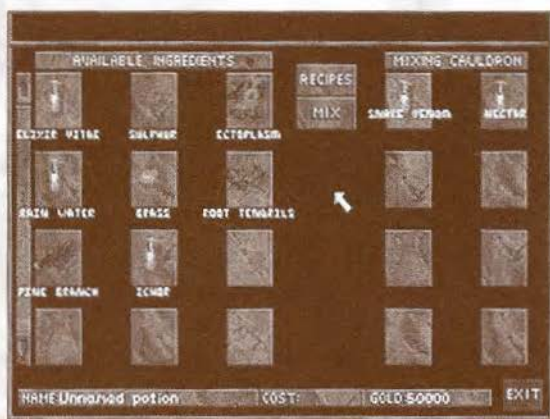 AVAILABLE INGREDIENTS
MIXING CAULDRON
RECIPES
MIX
ELIXIR VITAE
SULPHUR
ECTOPLASM
SNAKE VENOM
NECTAR
RAIN WATER
GRASS
ROOT TENDRILS
PINE BRANCH
ICHOR
NAME: Unnamed potion
COST:
GOLD: 50000
EXIT